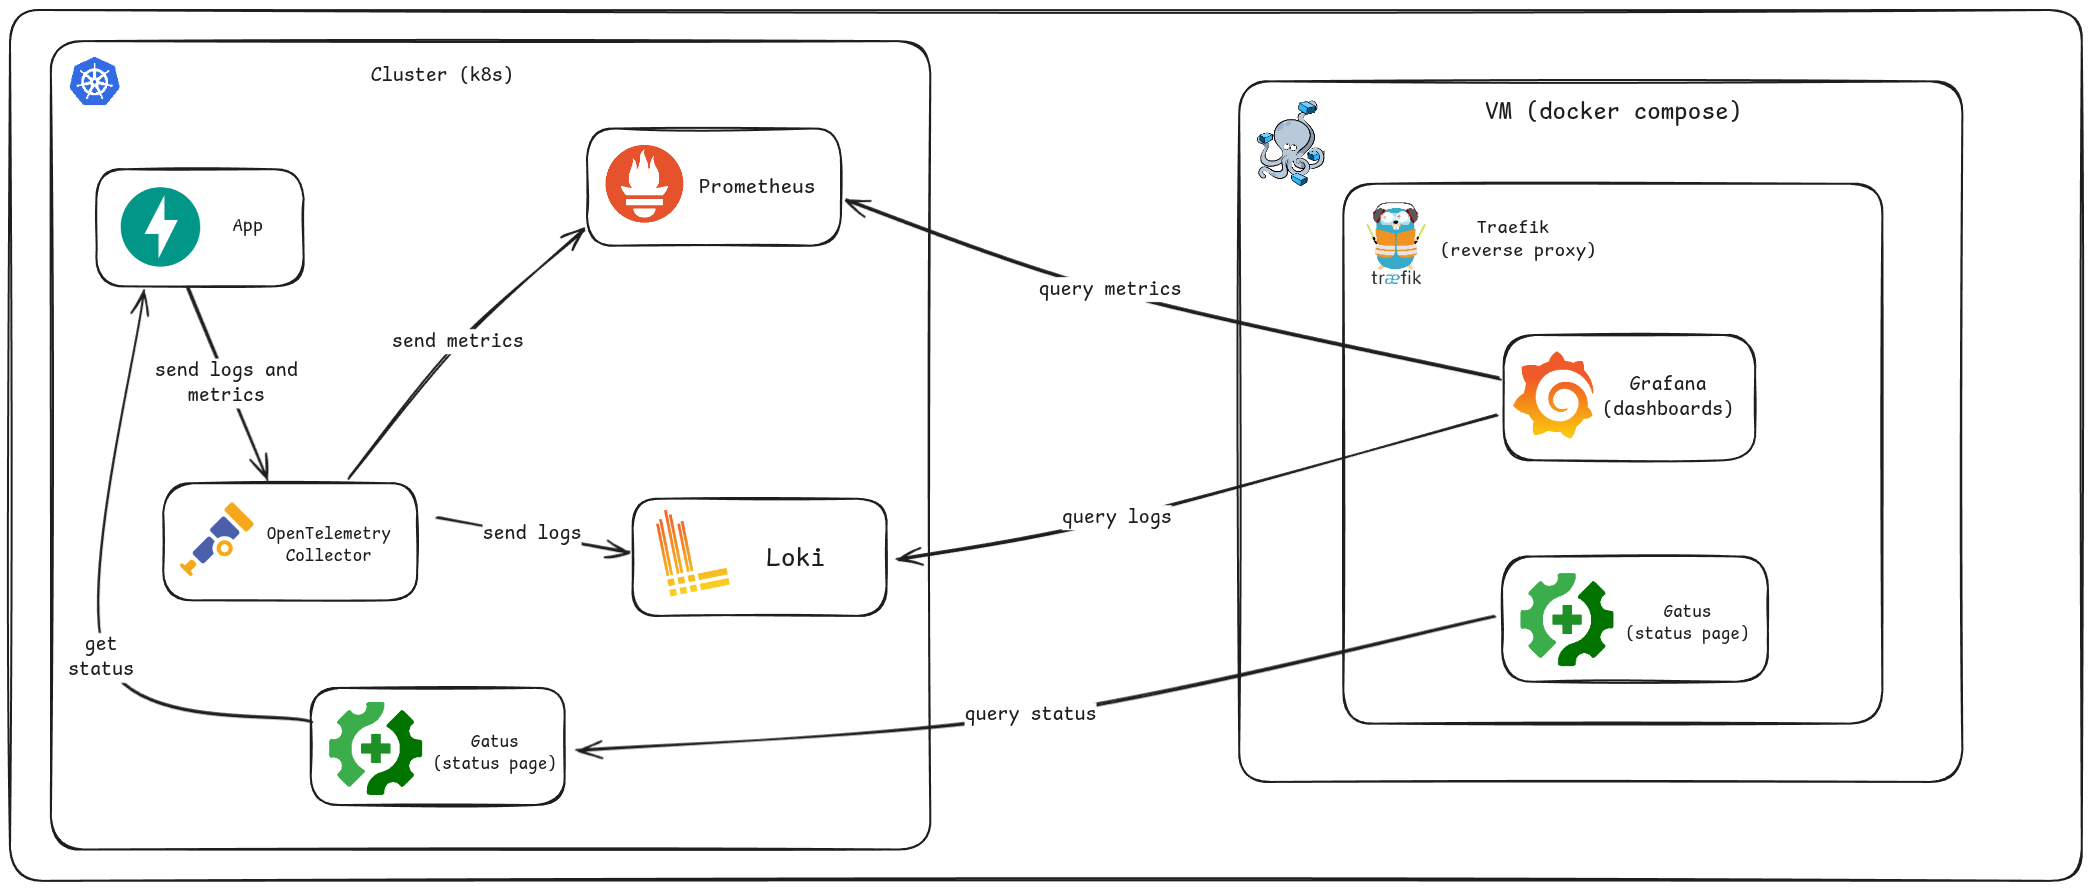 Cluster (k8s)
App
Prometheus
send logs and
metrics
send metrics
OpenTelemetry
Collector
send logs
Loki
get
status
Gatus
(status page)
query metrics
query logs
query status
VM (docker compose)
træfik
Traefik
(reverse proxy)
Grafana
(dashboards)
Gatus
(status page)